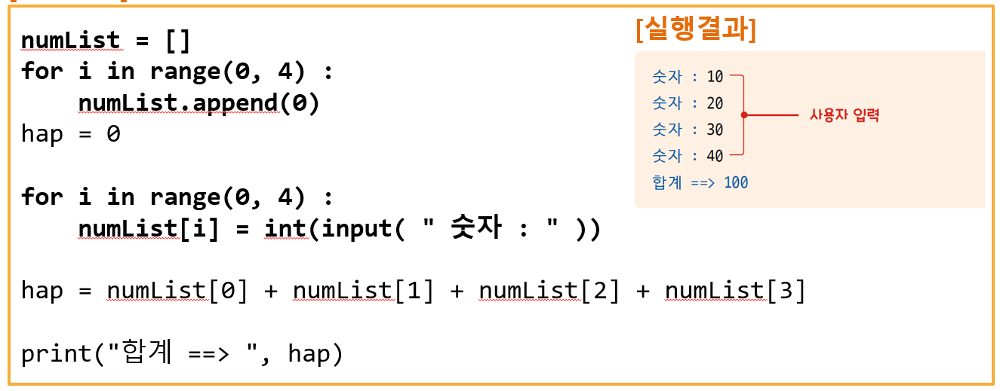 numList = []
for i in range(0, 4) :
    numList.append(0)
hap = 0
for i in range(0, 4) :
    numList[i] = int(input( " 숫자 : " ))
hap = numList[0] + numList[1] + numList[2] + numList[3]
print("합계 ==> ", hap)
[실행결과]
숫자 : 10
숫자 : 20
숫자 : 30
숫자 : 40
합계 ==> 100
사용자 입력